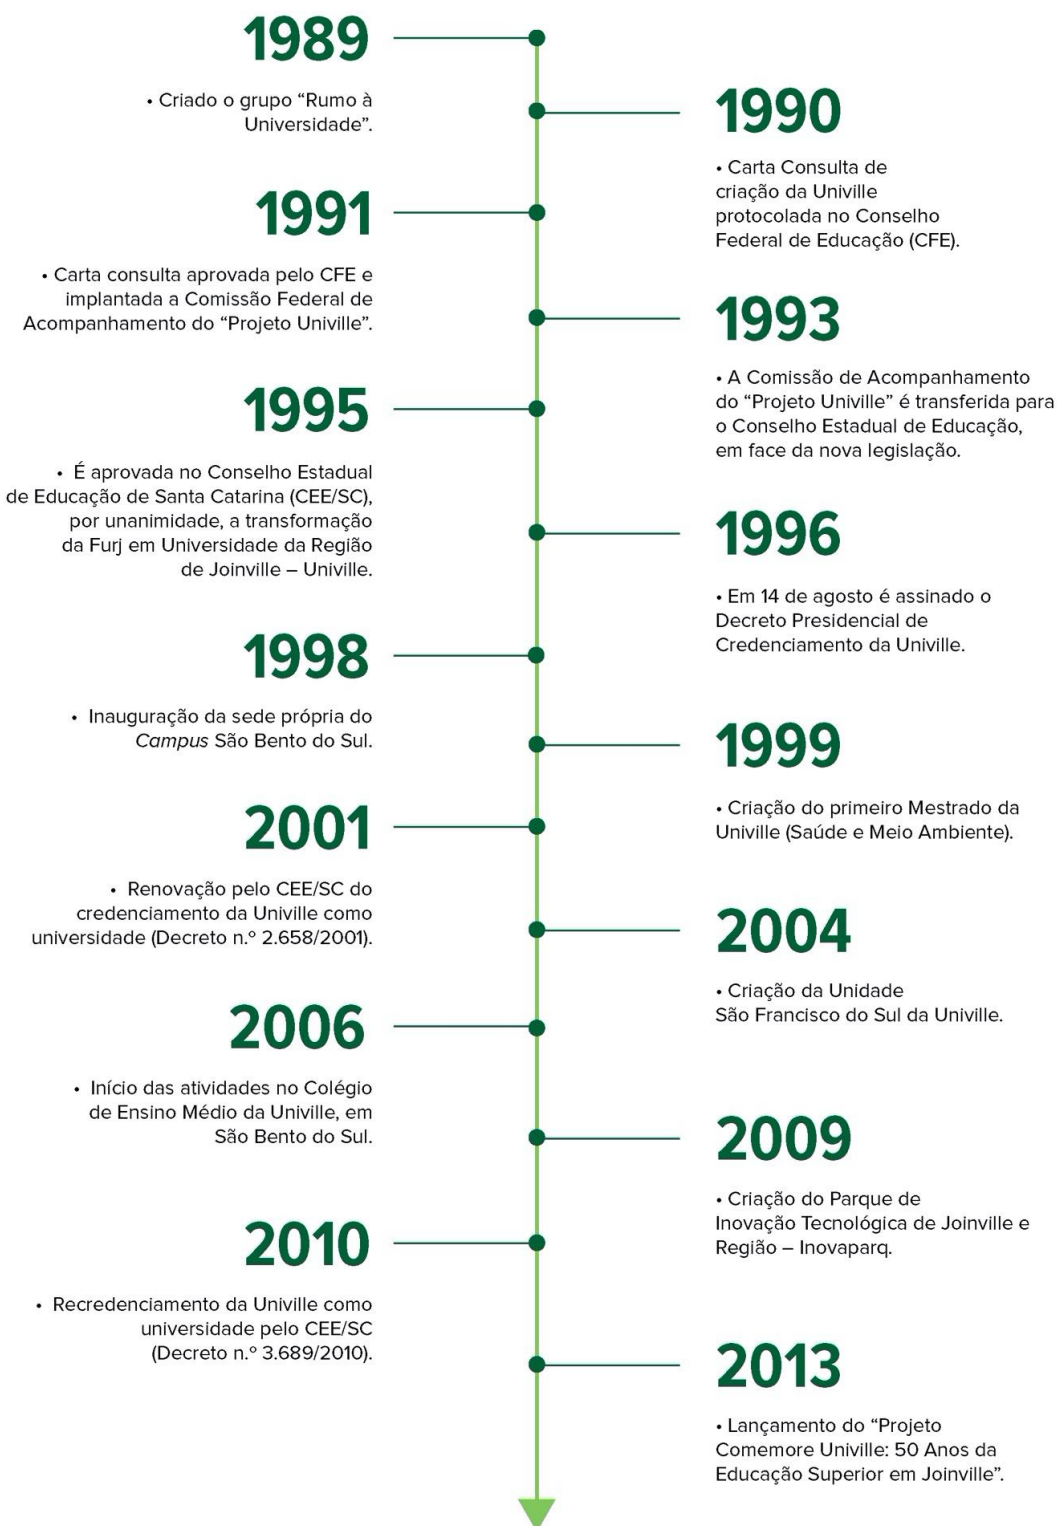 1989
• Criado o grupo “Rumo à
Universidade”.
1990
• Carta Consulta de
criação da Univille
protocolada no Conselho
Federal de Educação (CFE).
1991
• Carta consulta aprovada pelo CFE e
implantada a Comissão Federal de
Acompanhamento do “Projeto Univille”.
1993
• A Comissão de Acompanhamento
do “Projeto Univille” é transferida para
o Conselho Estadual de Educação,
em face da nova legislação.
1995
• É aprovada no Conselho Estadual
de Educação de Santa Catarina (CEE/SC),
por unanimidade, a transformação
da Furj em Universidade da Região
de Joinville – Univille.
1996
• Em 14 de agosto é assinado o
Decreto Presidencial de
Credenciamento da Univille.
1998
• Inauguração da sede própria do
Campus São Bento do Sul.
1999
• Criação do primeiro Mestrado da
Univille (Saúde e Meio Ambiente).
2001
• Renovação pelo CEE/SC do
credenciamento da Univille como
universidade (Decreto n.º 2.658/2001).
2004
• Criação da Unidade
São Francisco do Sul da Univille.
2006
• Início das atividades no Colégio
de Ensino Médio da Univille, em
São Bento do Sul.
2009
• Criação do Parque de
Inovação Tecnológica de Joinville e
Região – Inovaparq.
2010
• Recredenciamento da Univille como
universidade pelo CEE/SC
(Decreto n.º 3.689/2010).
2013
• Lançamento do “Projeto
Comemore Univille: 50 Anos da
Educação Superior em Joinville”.